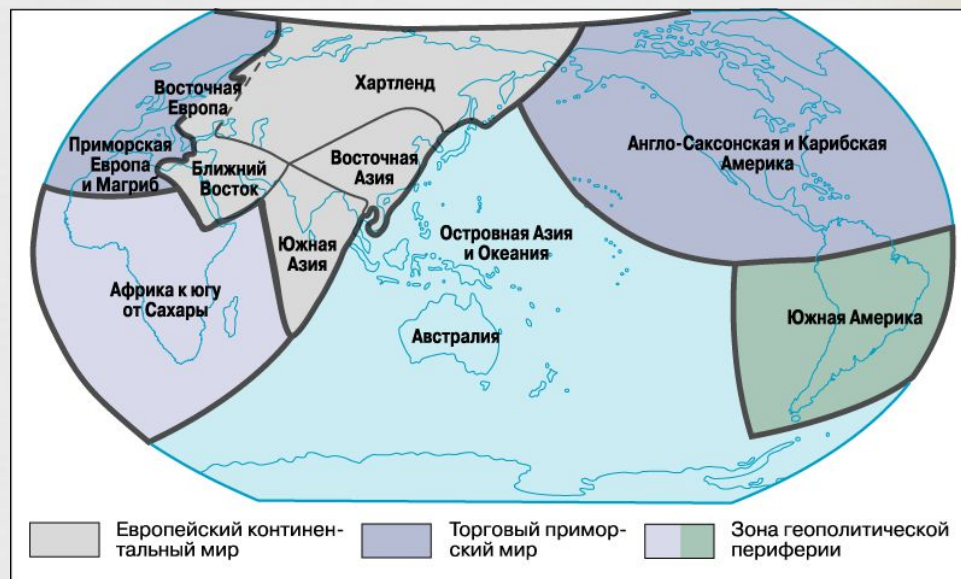 Хартленд
Восточная
Европа
Приморская
Европа
и Магриб
Ближний
Восток
Восточная
Азия
Южная
Азия
Англо-Саксонская и Карибская
Америка
Островная Азия
и Океания
Африка к югу
от Сахары
Австралия
Южная Америка
Европейский континен-
тальный мир
Торговый примор-
ский мир
Зона геополитической
периферии